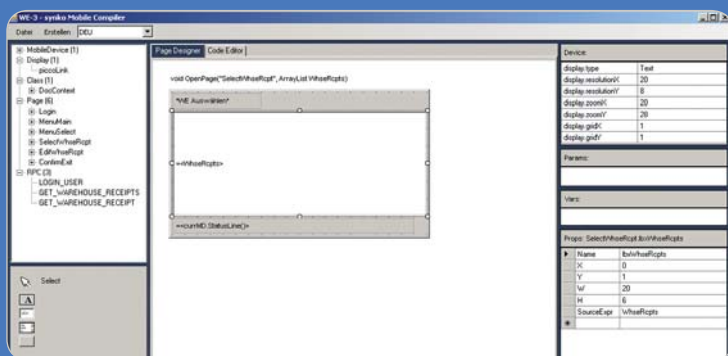 WE-3 - synko Mobile Compiler
Datei Erstellen DEU
MobileDevice (1)
Display (1)
piccoLink
Class (1)
DocContext
Page (6)
Login
MenuMain
MenuSelect
SelectWhseRcpt
EditWhseRcpt
ConfirmExit
RPC (3)
LOGIN_USER
GET_WAREHOUSE_RECEIPTS
GET_WAREHOUSE_RECEIPT
Select
A
Page Designer Code Editor
void OpenPage("SelectWhseRcpt", ArrayList WhseRcpts)
"WE Auswählen"
=<WhseRcpts>
=<currMD.StatusLine()>
Device:
display.type Text
display.resolutionX 20
display.resolutionY 8
display.zoomX 20
display.zoomY 28
display.gridX 1
display.gridY 1
Params:
Vars:
Props: SelectWhseRcpt.lbxWhseRcpts
Name lbxWhseRcpts
X 0
Y 1
W 20
H 6
SourceExpr WhseRcpts